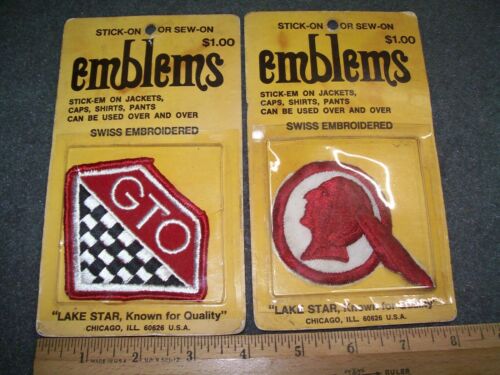 STICK-ON OR SEW-ON
$1.00
emblems
STICK-EM ON JACKETS,
CAPS, SHIRTS, PANTS
CAN BE USED OVER AND OVER
SWISS EMBROIDERED
GTO
"LAKE STAR, Known for Quality"
CHICAGO, ILL. 60626 U.S.A.
STICK-ON OR SEW-ON
$1.00
emblems
STICK-EM ON JACKETS,
CAPS, SHIRTS, PANTS
CAN BE USED OVER AND OVER
SWISS EMBROIDERED
"LAKE STAR, Known for Quality"
CHICAGO, ILL. 60626 U.S.A.
1 2 3 4 5 6 7 8
MADE IN U.S.A.
RULER